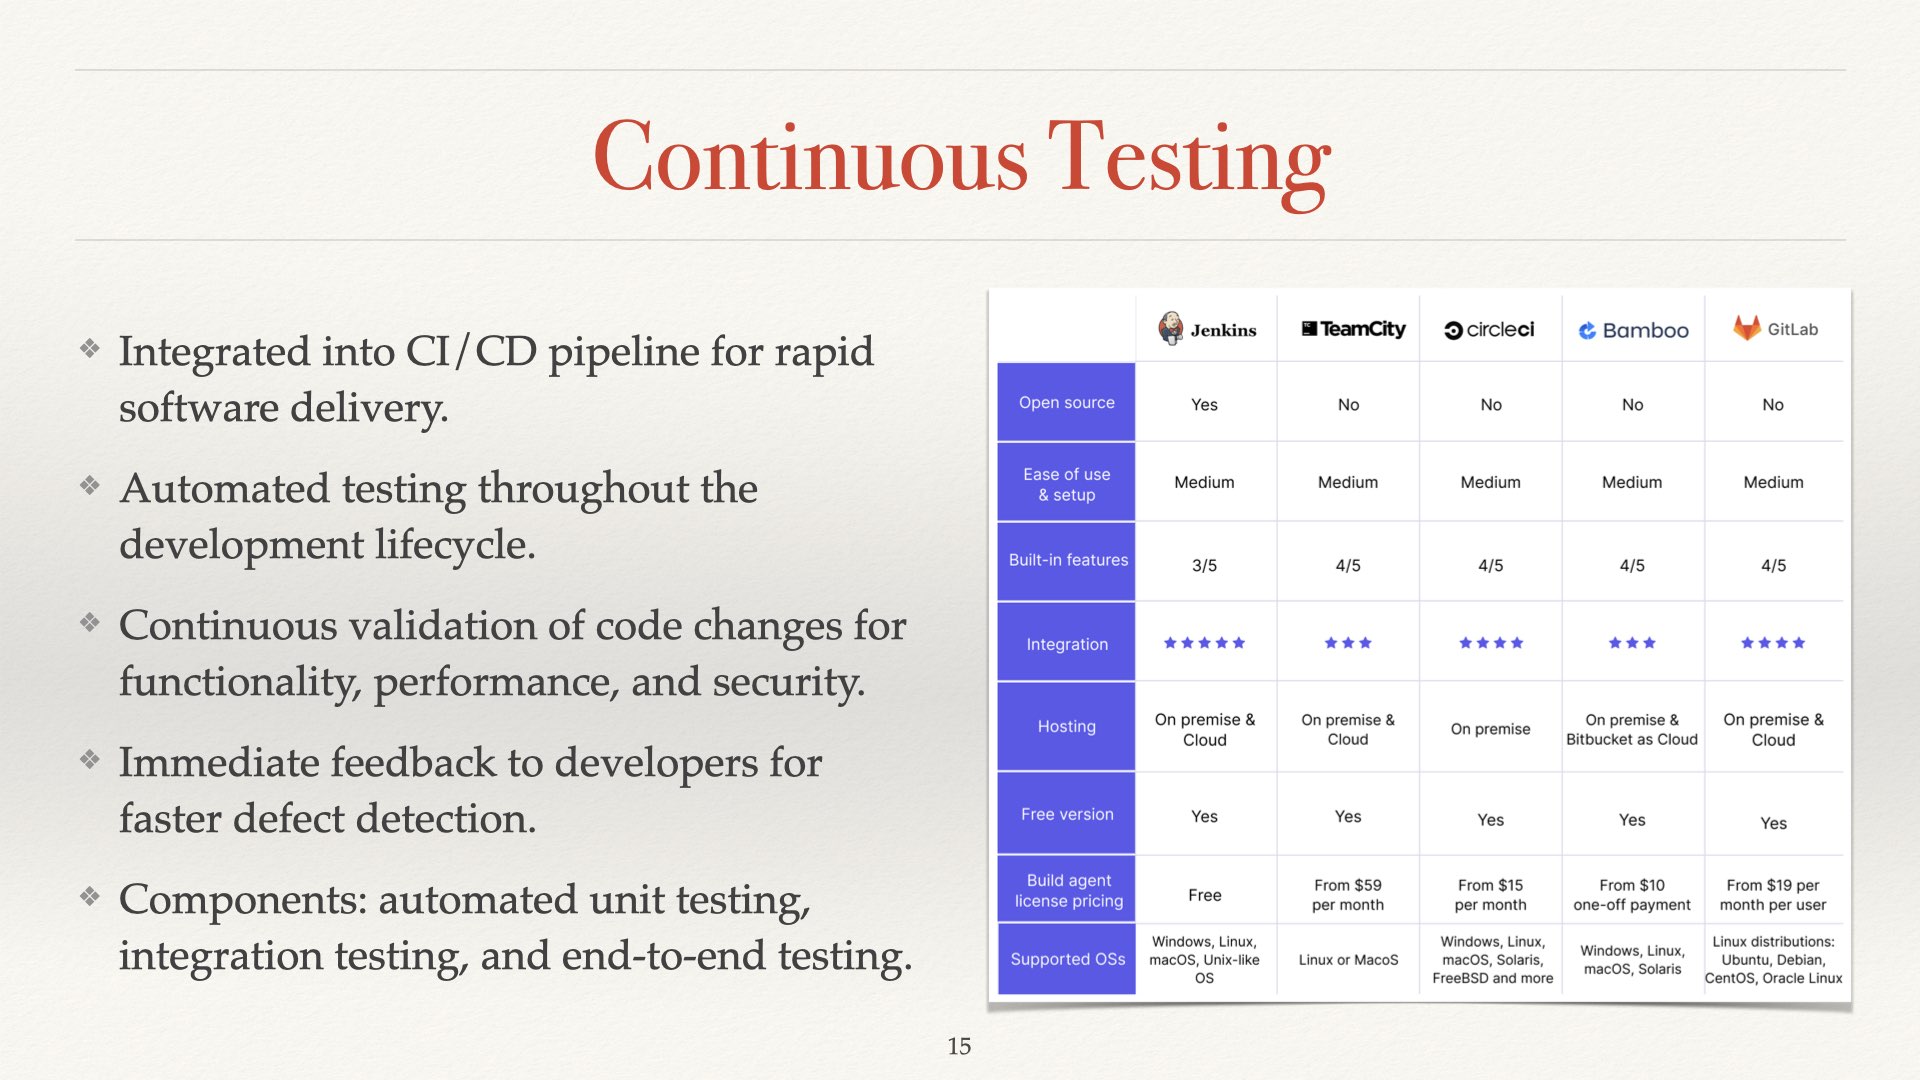 Continuous Testing
❖ Integrated into CI/CD pipeline for rapid
software delivery.
❖ Automated testing throughout the
development lifecycle.
❖ Continuous validation of code changes for
functionality, performance, and security.
❖ Immediate feedback to developers for
faster defect detection.
❖ Components: automated unit testing,
integration testing, and end-to-end testing.
Jenkins TeamCity circleci Bamboo GitLab
Open source Yes No No No No
Ease of use
& setup Medium Medium Medium Medium Medium
Built-in features 3/5 4/5 4/5 4/5 4/5
Integration ★★★★★ ★★★ ★★★★ ★★★ ★★★★
Hosting
On premise &
Cloud
On premise &
Cloud
On premise
On premise &
Bitbucket as Cloud
On premise &
Cloud
Free version Yes Yes Yes Yes Yes
Build agent
license pricing
Free
From $59
per month
From $15
per month
From $10
one-off payment
From $19 per
month per user
Supported OSs
Windows, Linux,
macOS, Unix-like
OS
Linux or MacoS
Windows, Linux,
macOS, Solaris,
FreeBSD and more
Windows, Linux,
macOS, Solaris
Linux distributions:
Ubuntu, Debian,
CentOS, Oracle Linux
15